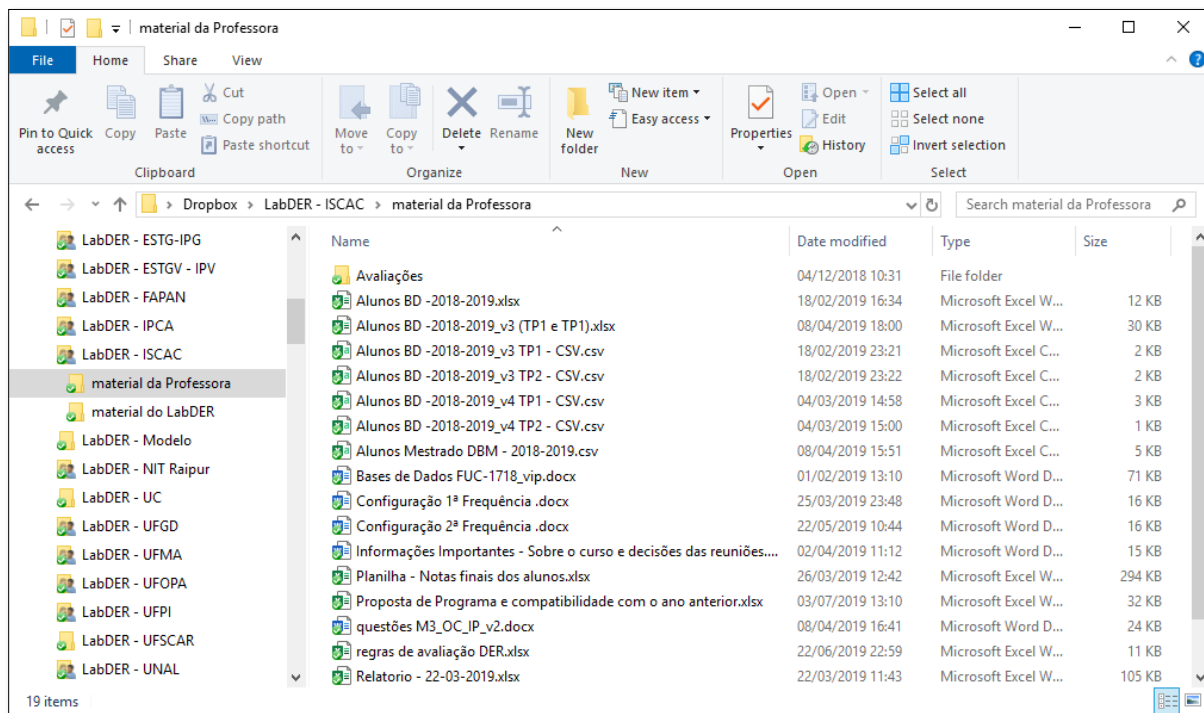 material da Professora
File Home Share View
Pin to Quick access
Copy
Paste
Cut
Copy path
Paste shortcut
Clipboard
Move to
Copy to
Delete
Rename
Organize
New folder
New item
Easy access
New
Properties
Open
Edit
History
Open
Select all
Select none
Invert selection
Select
Dropbox > LabDER - ISCAC > material da Professora
Search material da Professora
LabDER - ESTG-IPG
LabDER - ESTGV - IPV
LabDER - FAPAN
LabDER - IPCA
LabDER - ISCAC
material da Professora
material do LabDER
LabDER - Modelo
LabDER - NIT Raipur
LabDER - UC
LabDER - UFGD
LabDER - UFMA
LabDER - UFOPA
LabDER - UFPI
LabDER - UFSCAR
LabDER - UNAL
Name Date modified Type Size
Avaliações 04/12/2018 10:31 File folder
Alunos BD -2018-2019.xlsx 18/02/2019 16:34 Microsoft Excel W... 12 KB
Alunos BD -2018-2019_v3 (TP1 e TP1).xlsx 08/04/2019 18:00 Microsoft Excel W... 30 KB
Alunos BD -2018-2019_v3 TP1 - CSV.csv 18/02/2019 23:21 Microsoft Excel C... 2 KB
Alunos BD -2018-2019_v3 TP2 - CSV.csv 18/02/2019 23:22 Microsoft Excel C... 2 KB
Alunos BD -2018-2019_v4 TP1 - CSV.csv 04/03/2019 14:58 Microsoft Excel C... 3 KB
Alunos BD -2018-2019_v4 TP2 - CSV.csv 04/03/2019 15:00 Microsoft Excel C... 1 KB
Alunos Mestrado DBM - 2018-2019.csv 08/04/2019 15:51 Microsoft Excel C... 5 KB
Bases de Dados FUC-1718_vip.docx 01/02/2019 13:10 Microsoft Word D... 71 KB
Configuração 1ª Frequência .docx 25/03/2019 23:48 Microsoft Word D... 16 KB
Configuração 2ª Frequência .docx 22/05/2019 10:44 Microsoft Word D... 16 KB
Informações Importantes - Sobre o curso e decisões das reuniões.... 02/04/2019 11:12 Microsoft Word D... 15 KB
Planilha - Notas finais dos alunos.xlsx 26/03/2019 12:42 Microsoft Excel W... 294 KB
Proposta de Programa e compatibilidade com o ano anterior.xlsx 03/07/2019 13:10 Microsoft Excel W... 32 KB
questões M3_OC_IP_v2.docx 08/04/2019 16:41 Microsoft Word D... 24 KB
regras de avaliação DER.xlsx 22/06/2019 22:59 Microsoft Excel W... 11 KB
Relatorio - 22-03-2019.xlsx 22/03/2019 11:43 Microsoft Excel W... 105 KB
19 items